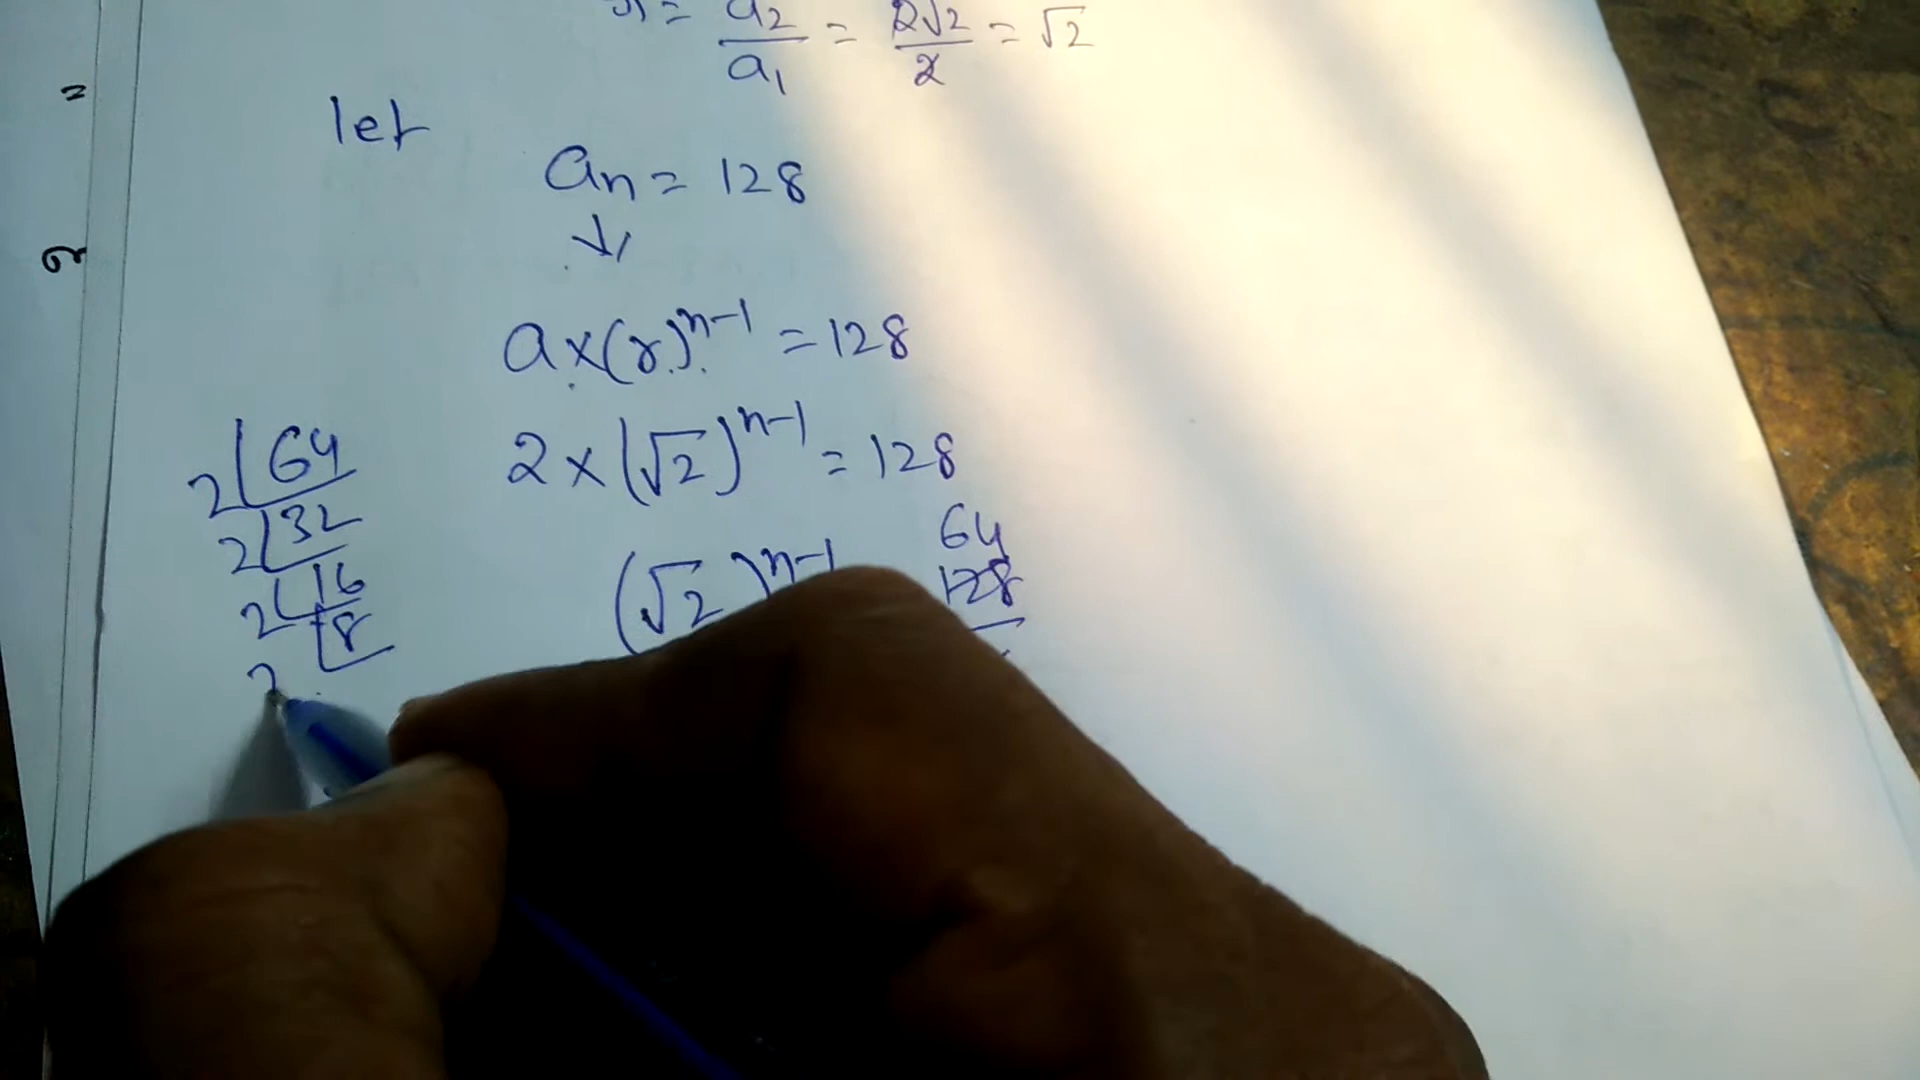 r = a₂/a₁ = 2√2/2 = √2
let
aₙ = 128
a×(r)ⁿ⁻¹ = 128
2×(√2)ⁿ⁻¹ = 128
(√2)ⁿ⁻¹
64
128
2 64
2 32
2 16
2 8